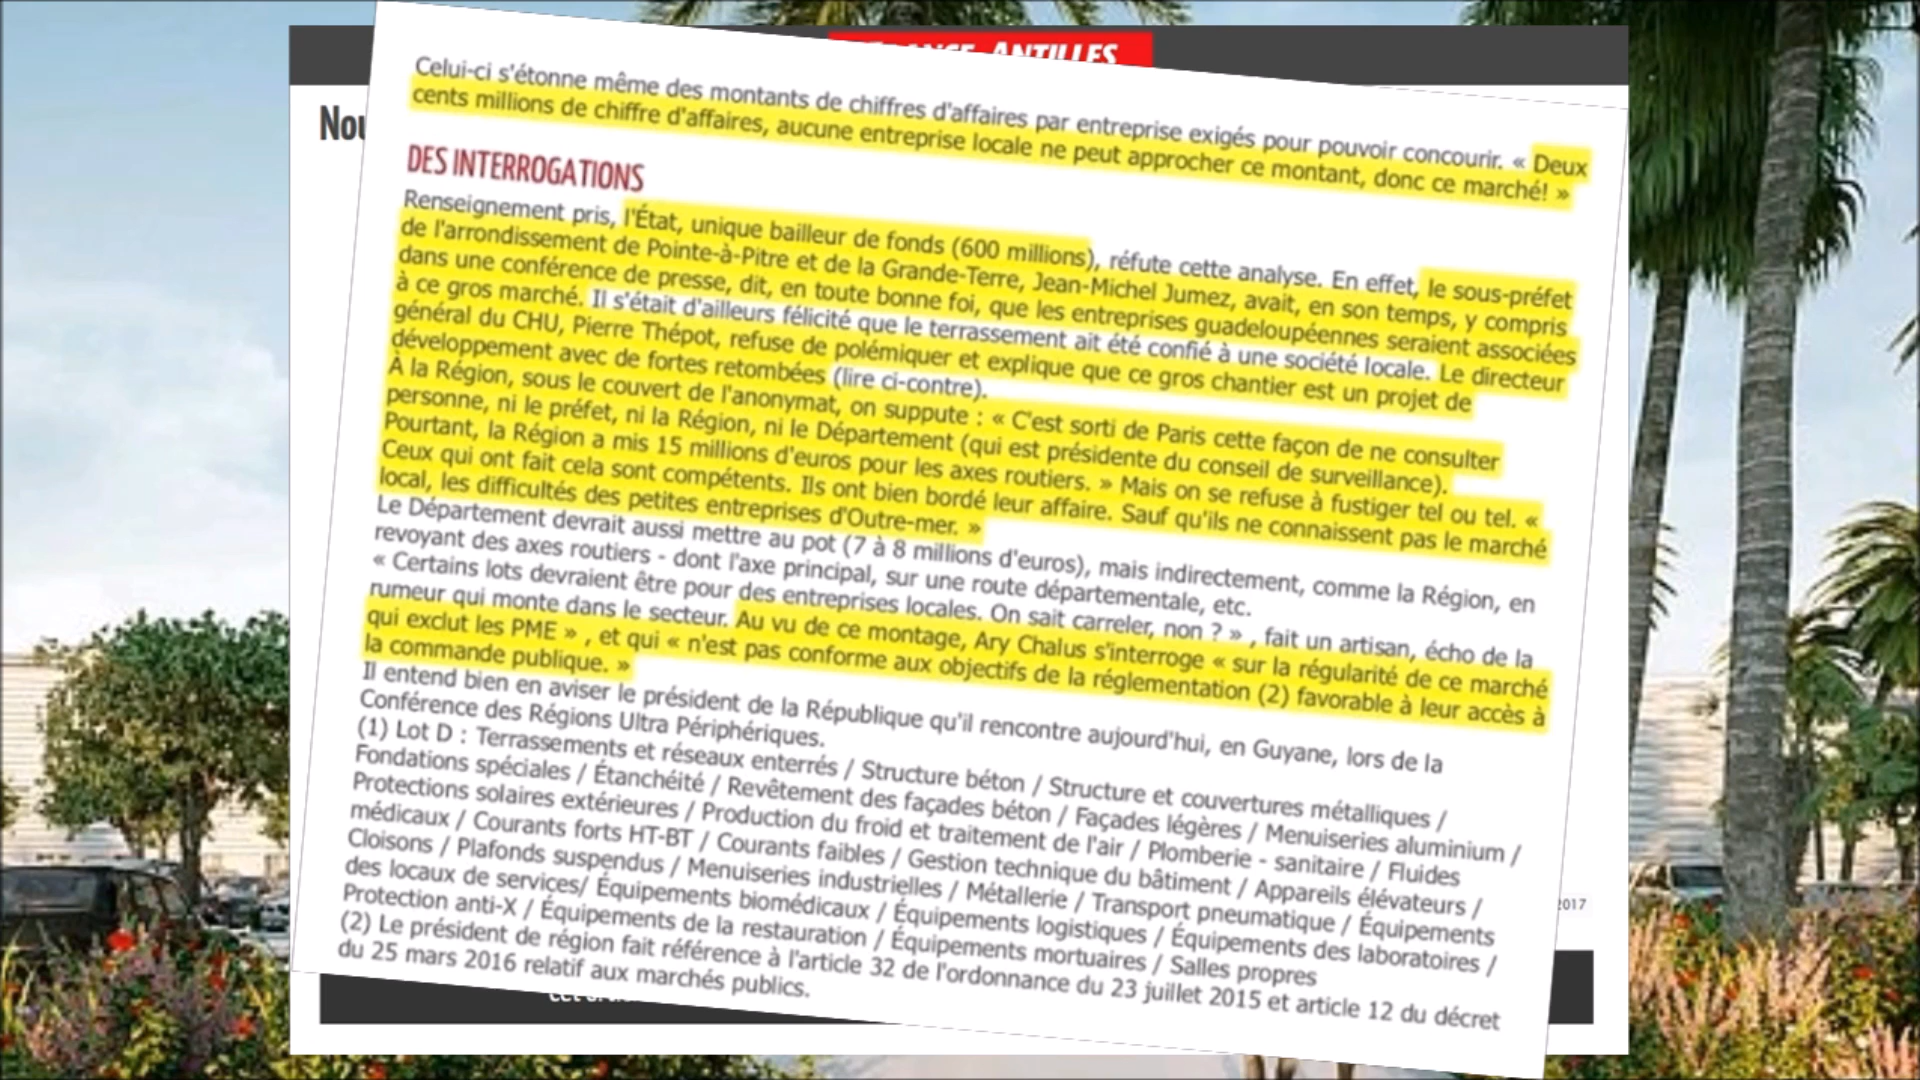 ANTILLES
Nou
Celui-ci s'étonne même des montants de chiffres d'affaires par entreprise exigés pour pouvoir concourir. « Deux
cents millions de chiffre d'affaires, aucune entreprise locale ne peut approcher ce montant, donc ce marché! »
DES INTERROGATIONS
Renseignement pris, l'État, unique bailleur de fonds (600 millions), réfute cette analyse. En effet, le sous-préfet
de l'arrondissement de Pointe-à-Pitre et de la Grande-Terre, Jean-Michel Jumez, avait, en son temps, y compris
dans une conférence de presse, dit, en toute bonne foi, que les entreprises guadeloupéennes seraient associées
à ce gros marché. Il s'était d'ailleurs félicité que le terrassement ait été confié à une société locale. Le directeur
général du CHU, Pierre Thépot, refuse de polémiquer et explique que ce gros chantier est un projet de
développement avec de fortes retombées (lire ci-contre).
À la Région, sous le couvert de l'anonymat, on suppute : « C'est sorti de Paris cette façon de ne consulter
personne, ni le préfet, ni la Région, ni le Département (qui est présidente du conseil de surveillance).
Pourtant, la Région a mis 15 millions d'euros pour les axes routiers. » Mais on se refuse à fustiger tel ou tel. «
Ceux qui ont fait cela sont compétents. Ils ont bien bordé leur affaire. Sauf qu'ils ne connaissent pas le marché
local, les difficultés des petites entreprises d'Outre-mer. »
Le Département devrait aussi mettre au pot (7 à 8 millions d'euros), mais indirectement, comme la Région, en
revoyant des axes routiers - dont l'axe principal, sur une route départementale, etc.
« Certains lots devraient être pour des entreprises locales. On sait carreler, non ? » , fait un artisan, écho de la
rumeur qui monte dans le secteur. Au vu de ce montage, Ary Chalus s'interroge « sur la régularité de ce marché
qui exclut les PME » , et qui « n'est pas conforme aux objectifs de la réglementation (2) favorable à leur accès à
la commande publique. »
Il entend bien en aviser le président de la République qu'il rencontre aujourd'hui, en Guyane, lors de la
Conférence des Régions Ultra Périphériques.
(1) Lot D : Terrassements et réseaux enterrés / Structure béton / Structure et couvertures métalliques /
Fondations spéciales / Étanchéité / Revêtement des façades béton / Façades légères / Menuiseries aluminium /
Protections solaires extérieures / Production du froid et traitement de l'air / Plomberie - sanitaire / Fluides
médicaux / Courants forts HT-BT / Courants faibles / Gestion technique du bâtiment / Appareils élévateurs /
Cloisons / Plafonds suspendus / Menuiseries industrielles / Métallerie / Transport pneumatique / Équipements
des locaux de services/ Équipements biomédicaux / Équipements logistiques / Équipements des laboratoires /
Protection anti-X / Équipements de la restauration / Équipements mortuaires / Salles propres
(2) Le président de région fait référence à l'article 32 de l'ordonnance du 23 juillet 2015 et article 12 du décret
du 25 mars 2016 relatif aux marchés publics.
2017